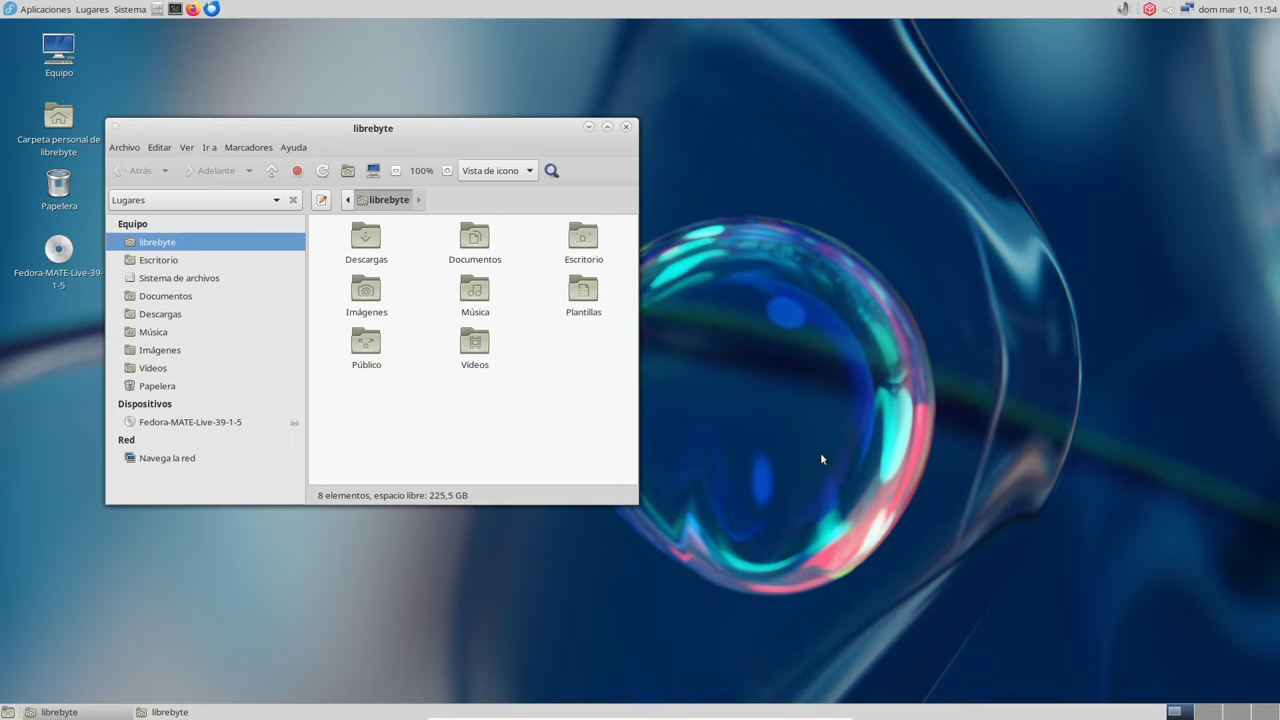 Aplicaciones Lugares Sistema
dom mar 10, 11:54
Equipo
Carpeta personal de
librebyte
Papelera
Fedora-MATE-Live-39-
1-5
librebyte
Archivo Editar Ver Ir a Marcadores Ayuda
Atrás Adelante 100% Vista de icono
Lugares librebyte
Equipo
librebyte
Escritorio
Sistema de archivos
Documentos
Descargas
Música
Imágenes
Vídeos
Papelera
Dispositivos
Fedora-MATE-Live-39-1-5
Red
Navega la red
Descargas Documentos Escritorio
Imágenes Música Plantillas
Público Vídeos
8 elementos, espacio libre: 225,5 GB
librebyte librebyte